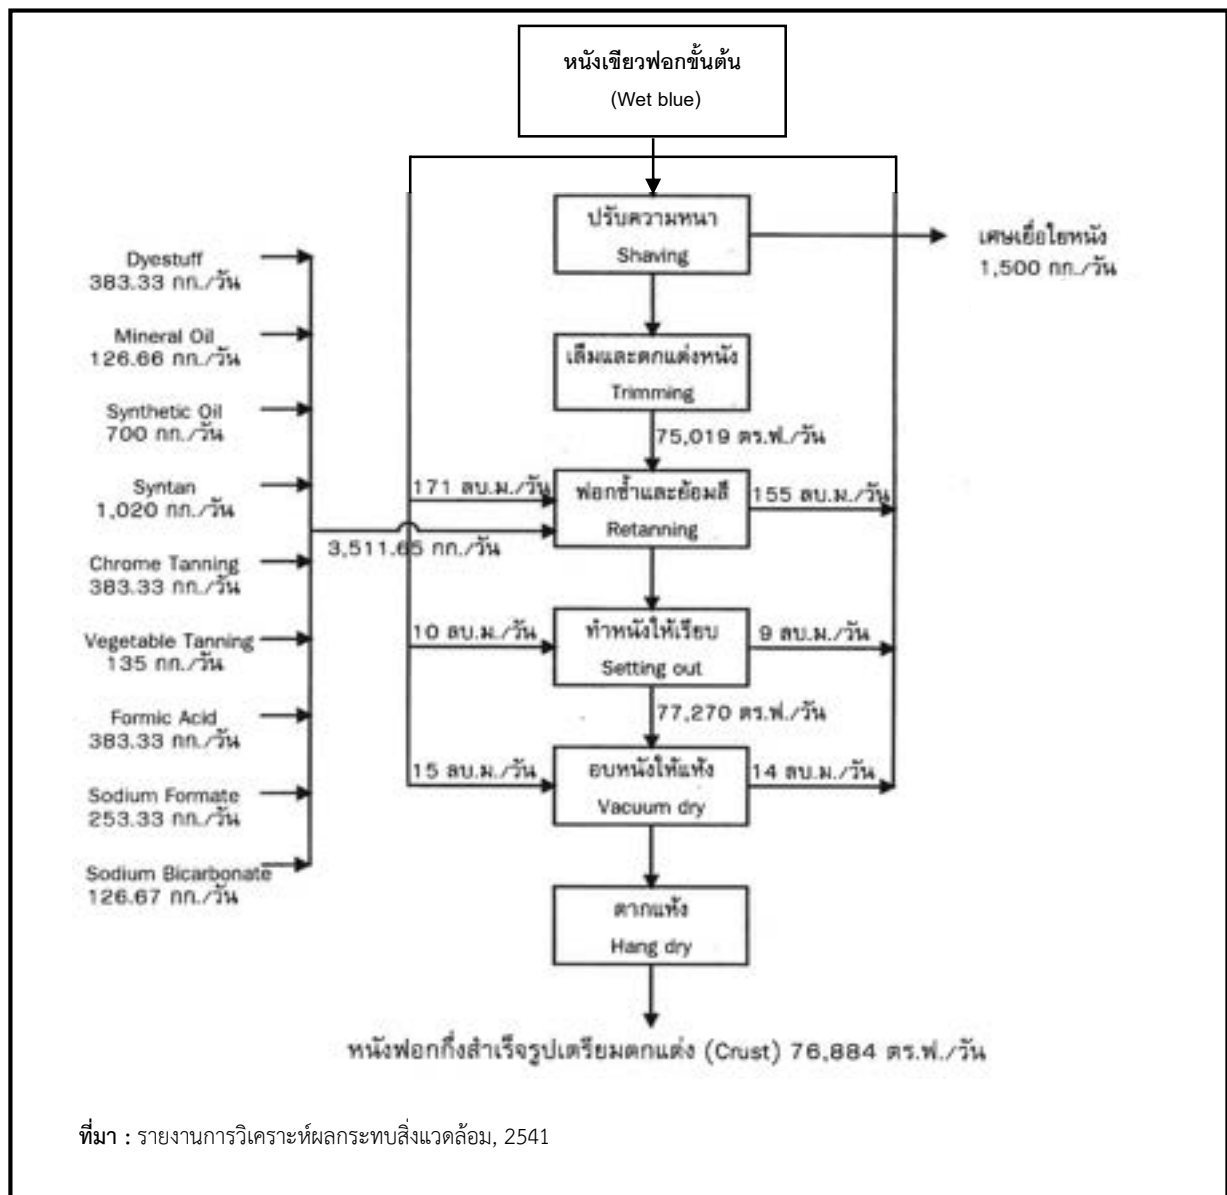 หนังเขียวฟอกขั้นต้น
(Wet blue)
ปรับความหนา
Shaving
เศษเยื่อใยหนัง
1,500 กก./วัน
Dyestuff
383.33 กก./วัน
Mineral Oil
126.66 กก./วัน
เล็มและตกแต่งหนัง
Trimming
Synthetic Oil
700 กก./วัน
75,019 ตร.ฟ./วัน
Syntan
1,020 กก./วัน
171 ลบ.ม./วัน
ฟอกซ้ำและย้อมสี
Retanning
155 ลบ.ม./วัน
3,511.65 กก./วัน
Chrome Tanning
383.33 กก./วัน
Vegetable Tanning
135 กก./วัน
10 ลบ.ม./วัน
ทำหนังให้เรียบ
Setting out
9 ลบ.ม./วัน
77,270 ตร.ฟ./วัน
Formic Acid
383.33 กก./วัน
Sodium Formate
253.33 กก./วัน
15 ลบ.ม./วัน
อบหนังให้แห้ง
Vacuum dry
14 ลบ.ม./วัน
Sodium Bicarbonate
126.67 กก./วัน
ตากแห้ง
Hang dry
หนังฟอกกึ่งสำเร็จรูปเตรียมตกแต่ง (Crust) 76,884 ตร.ฟ./วัน
ที่มา : รายงานการวิเคราะห์ผลกระทบสิ่งแวดล้อม, 2541